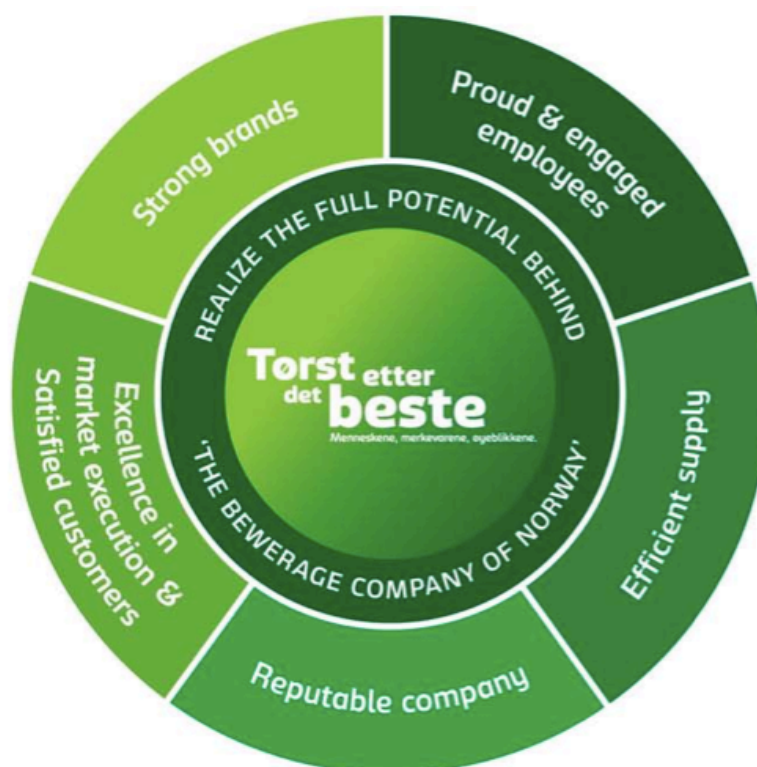 Strong brands
Proud & engaged
employees
Efficient supply
Reputable company
Excellence in
market execution &
Satisfied customers
REALIZE THE FULL POTENTIAL BEHIND
'THE BEWERAGE COMPANY OF NORWAY'
Tørst etter
det beste
Menneskene, merkevarene, øyeblikkene.